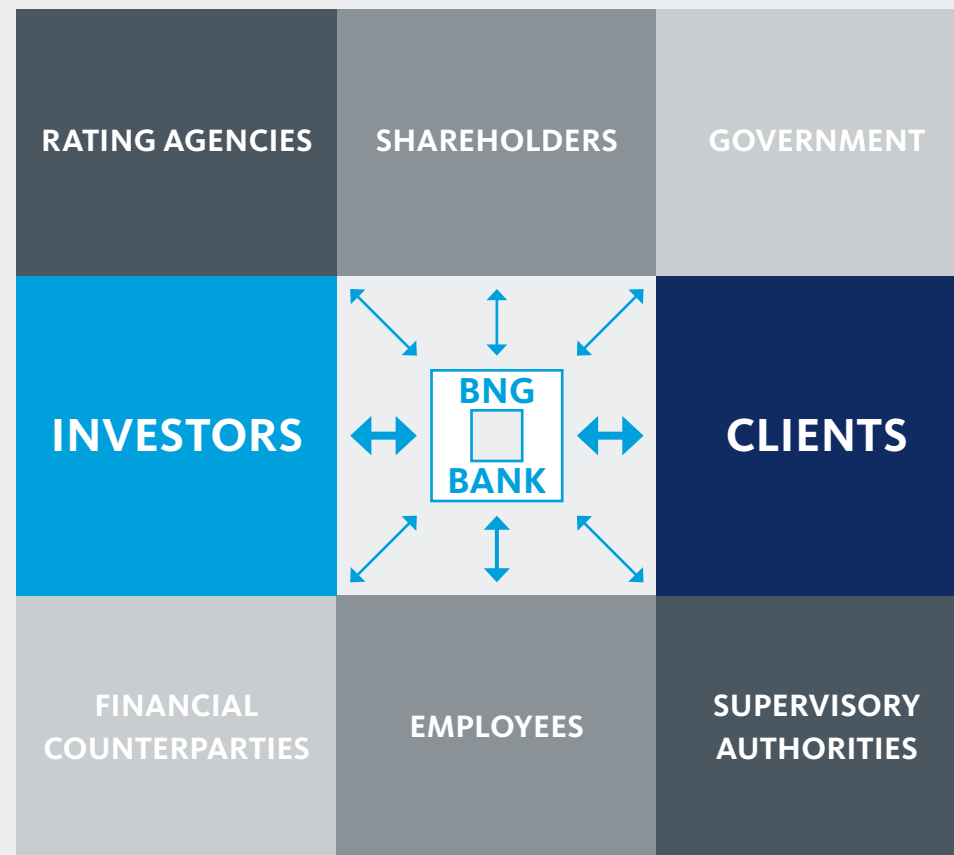 RATING AGENCIES
SHAREHOLDERS
GOVERNMENT
INVESTORS
BNG
BANK
CLIENTS
FINANCIAL
COUNTERPARTIES
EMPLOYEES
SUPERVISORY
AUTHORITIES